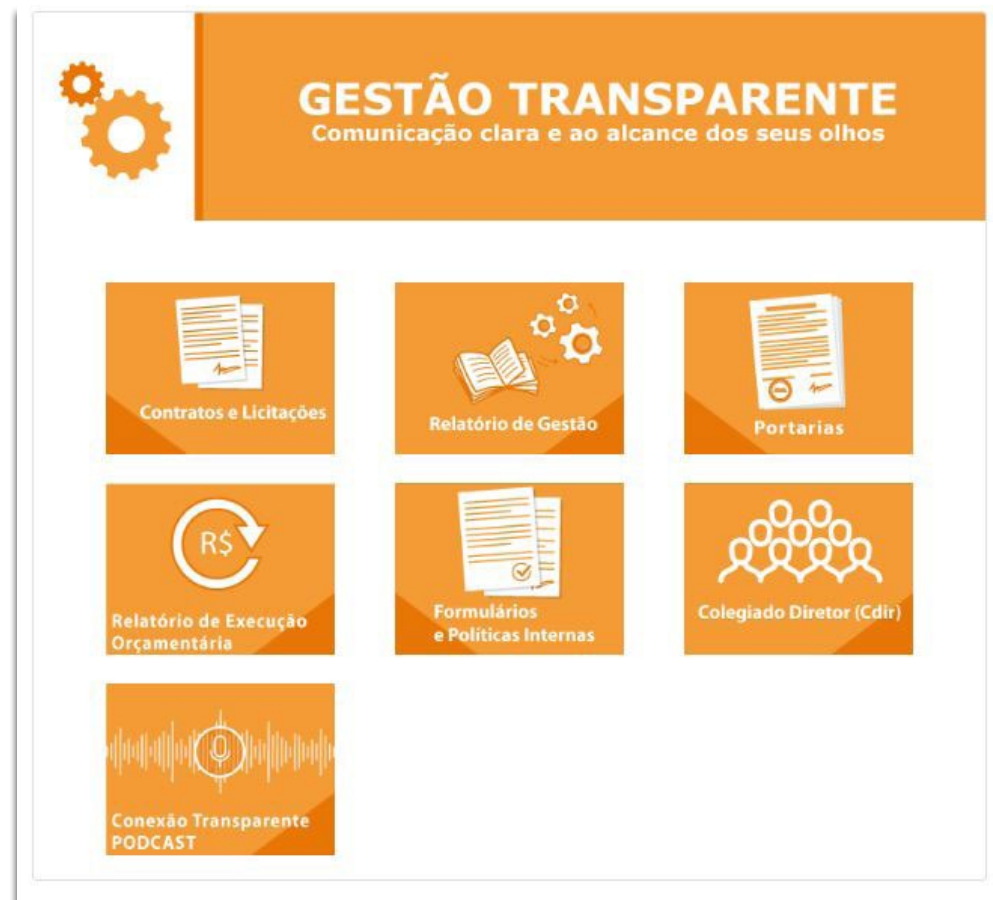 GESTÃO TRANSPARENTE
Comunicação clara e ao alcance dos seus olhos
Contratos e Licitações
Relatório de Gestão
Portarias
R$
Relatório de Execução
Orçamentária
Formulários
e Políticas Internas
Colegiado Diretor (Cdir)
Conexão Transparente
PODCAST